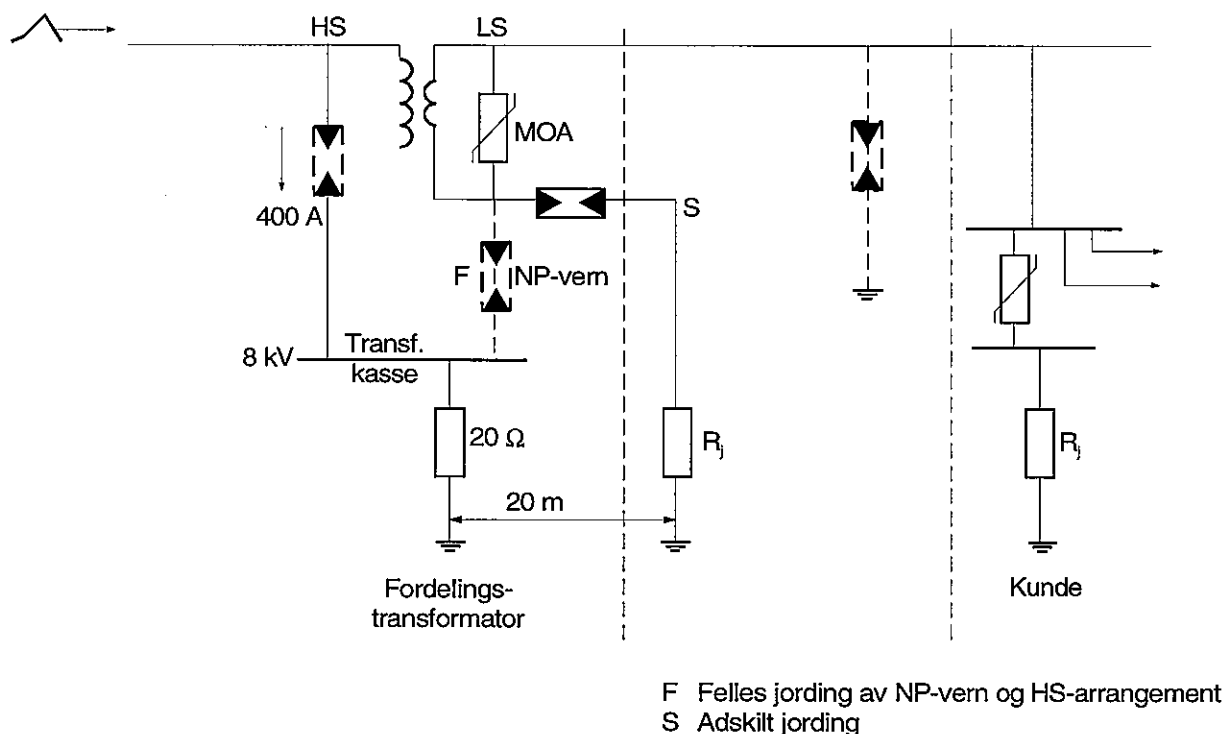 HS
LS
MOA
400 A
S
F
NP-vern
8 kV
Transf.
kasse
20 Ω
Rj
Rj
20 m
Fordelings-
transformator
Kunde
F Felles jording av NP-vern og HS-arrangement
S Adskilt jording